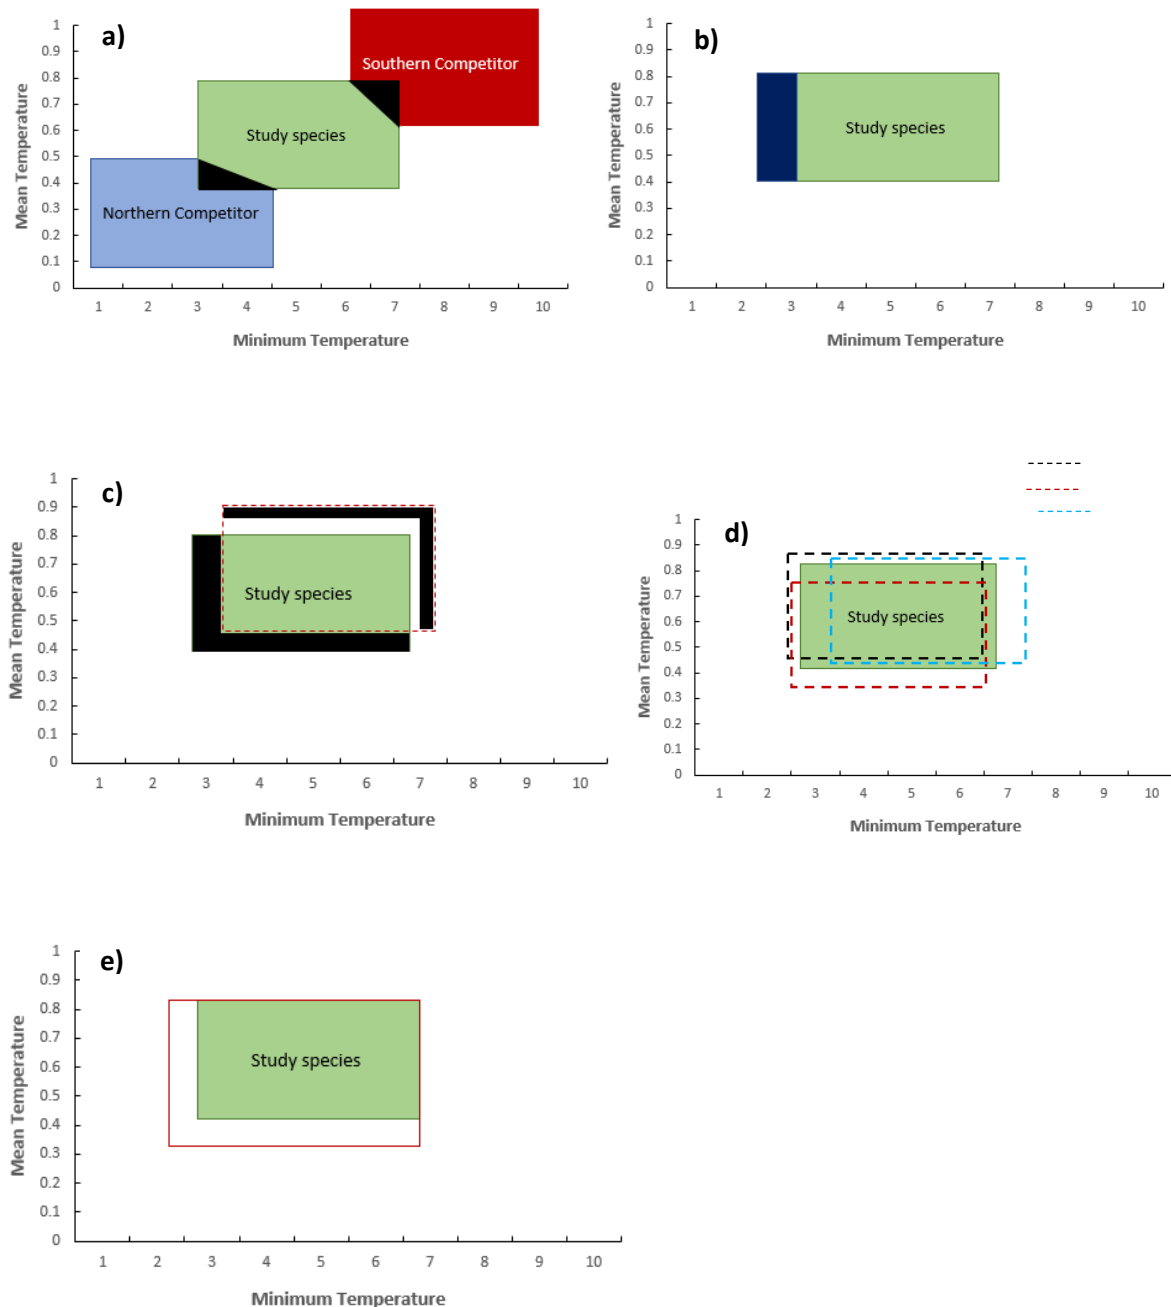 a)
1
0.9
0.8
0.7
0.6
0.5
0.4
0.3
0.2
0.1
0
Mean Temperature
Southern Competitor
Study species
Northern Competitor
1 2 3 4 5 6 7 8 9 10
Minimum Temperature
b)
1
0.9
0.8
0.7
0.6
0.5
0.4
0.3
0.2
0.1
0
Mean Temperature
Study species
1 2 3 4 5 6 7 8 9 10
Minimum Temperature
c)
1
0.9
0.8
0.7
0.6
0.5
0.4
0.3
0.2
0.1
0
Mean Temperature
Study species
1 2 3 4 5 6 7 8 9 10
Minimum Temperature
d)
1
0.9
0.8
0.7
0.6
0.5
0.4
0.3
0.2
0.1
0
Mean Temperature
Study species
1 2 3 4 5 6 7 8 9 10
Minimum Temperature
e)
1
0.9
0.8
0.7
0.6
0.5
0.4
0.3
0.2
0.1
0
Mean Temperature
Study species
1 2 3 4 5 6 7 8 9 10
Minimum Temperature